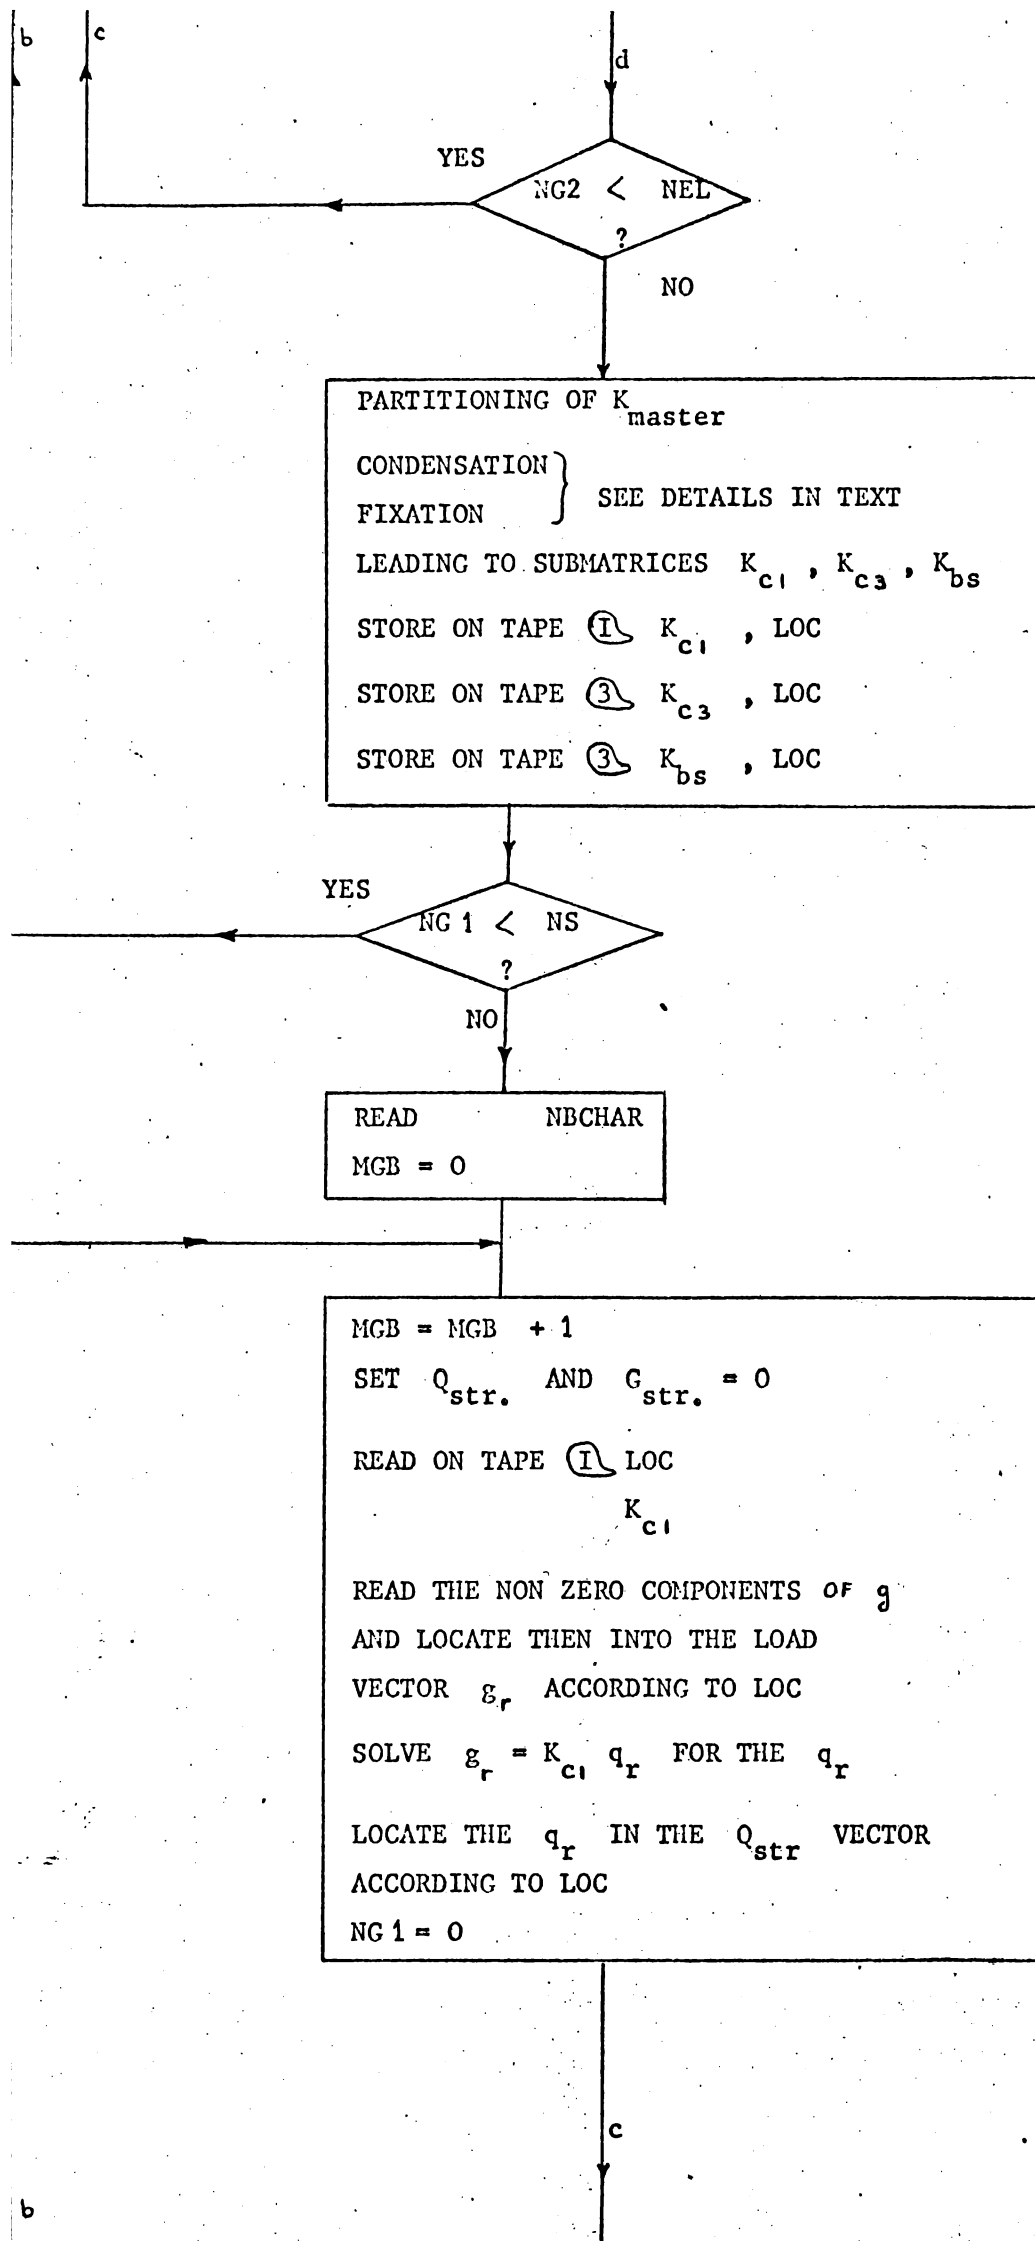 b c
d
YES
NG2 < NEL
?
NO
PARTITIONING OF K master
CONDENSATION
FIXATION } SEE DETAILS IN TEXT
LEADING TO SUBMATRICES K c1 , K c3 , K bs
STORE ON TAPE ① K c1 , LOC
STORE ON TAPE ③ K c3 , LOC
STORE ON TAPE ③ K bs , LOC
YES
NG 1 < NS
?
NO
READ NBCHAR
MGB = 0
MGB = MGB + 1
SET Q str. AND G str. = 0
READ ON TAPE ① LOC
K c1
READ THE NON ZERO COMPONENTS OF g
AND LOCATE THEN INTO THE LOAD
VECTOR g r ACCORDING TO LOC
SOLVE g r = K c1 q r FOR THE q r
LOCATE THE q r IN THE Q str VECTOR
ACCORDING TO LOC
NG 1 = 0
c
b